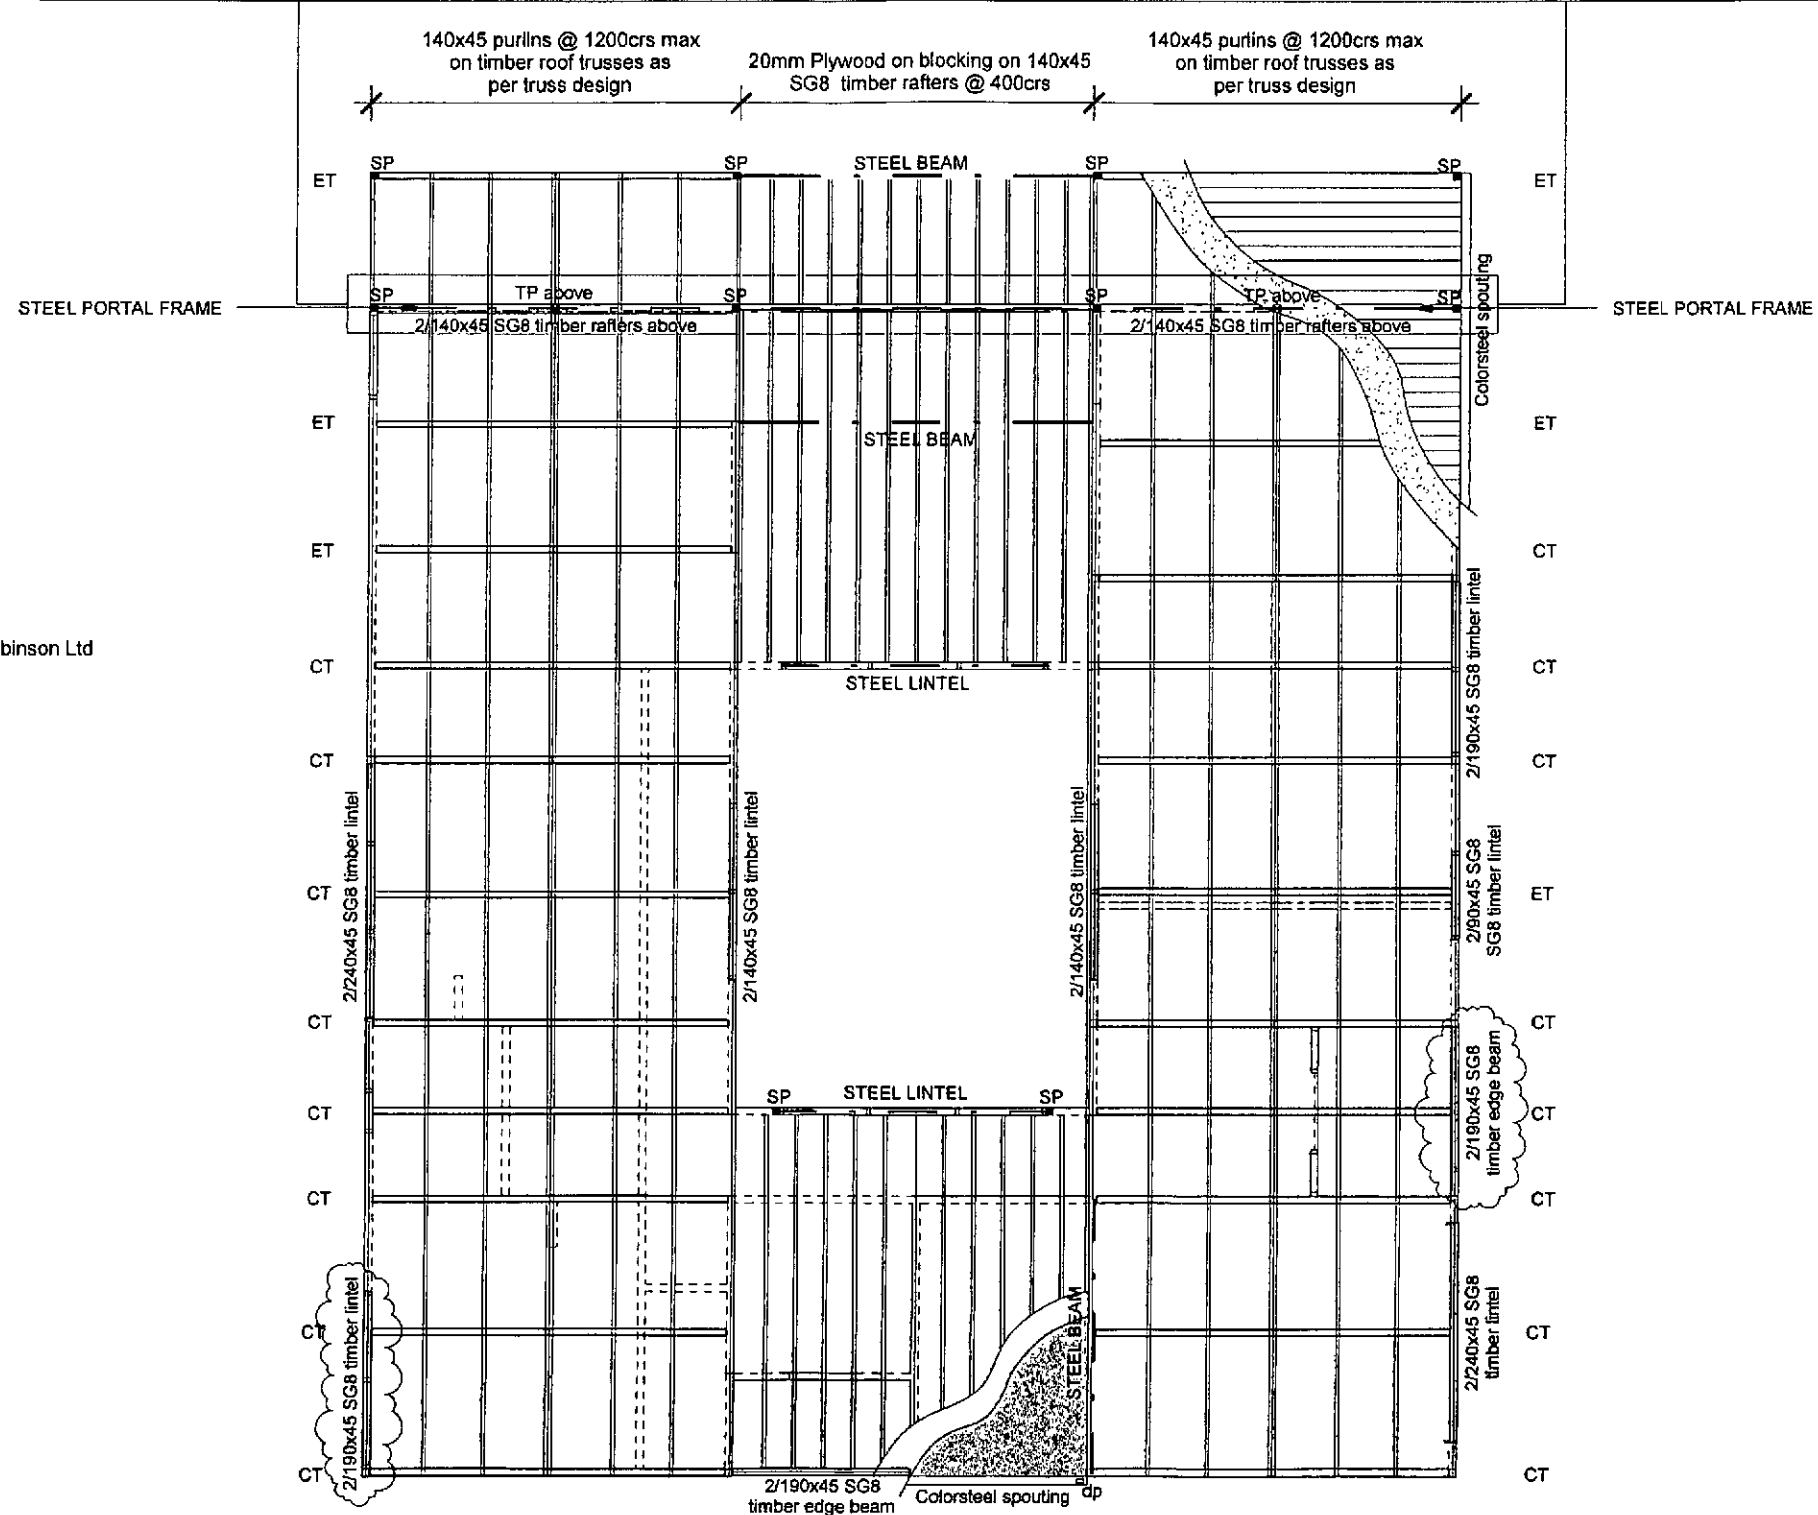 140x45 purlins @ 1200crs max
on timber roof trusses as
per truss design
20mm Plywood on blocking on 140x45
SG8 timber rafters @ 400crs
140x45 purlins @ 1200crs max
on timber roof trusses as
per truss design
SP
SP
STEEL BEAM
SP
SP
ET
ET
Colorsteel spouting
STEEL PORTAL FRAME
SP
TP above
SP
SP
TP above
SP
STEEL PORTAL FRAME
2/140x45 SG8 timber rafters above
2/140x45 SG8 timber rafters above
ET
STEEL BEAM
ET
ET
CT
binson Ltd
2/190x45 SG8 timber lintel
CT
STEEL LINTEL
CT
CT
CT
2/240x45 SG8 timber lintel
2/140x45 SG8 timber lintel
2/140x45 SG8 timber lintel
2/90x45 SG8
SG8 timber lintel
CT
ET
CT
CT
2/190x45 SG8
timber edge beam
SP
STEEL LINTEL
SP
CT
CT
CT
CT
2/190x45 SG8 timber lintel
STEEL BEAM
2/240x45 SG8
timber lintel
CT
CT
CT
CT
2/190x45 SG8
timber edge beam
Colorsteel spouting
dp